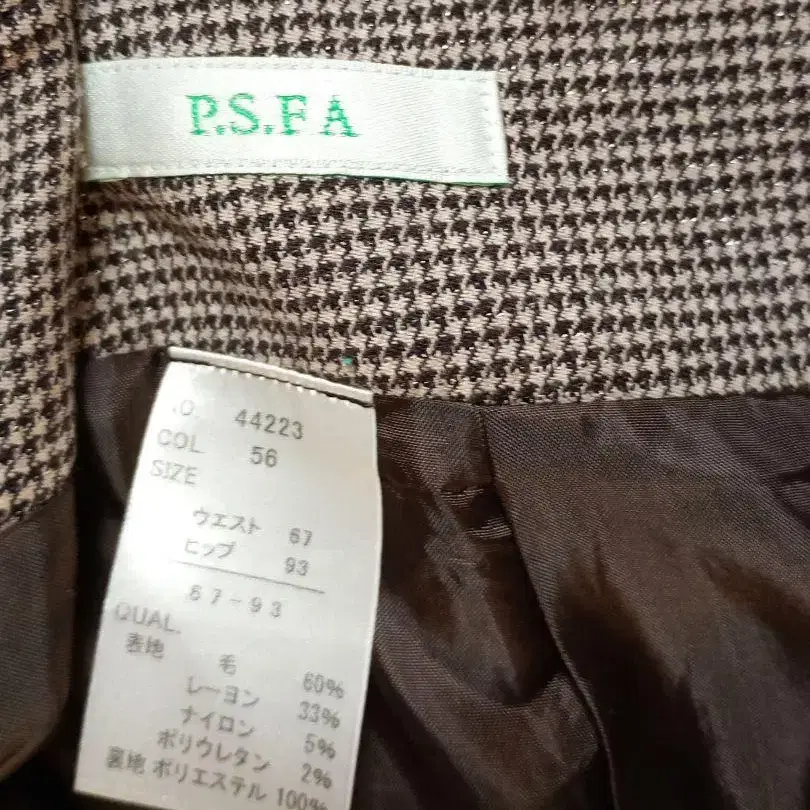 P.S.F A
.O. 44223
COL 56
SIZE
ウエスト 67
ヒップ 93
67-93
QUAL.
表地 毛 60%
レーヨン 33%
ナイロン 5%
ポリウレタン 2%
裏地 ポリエステル 100%